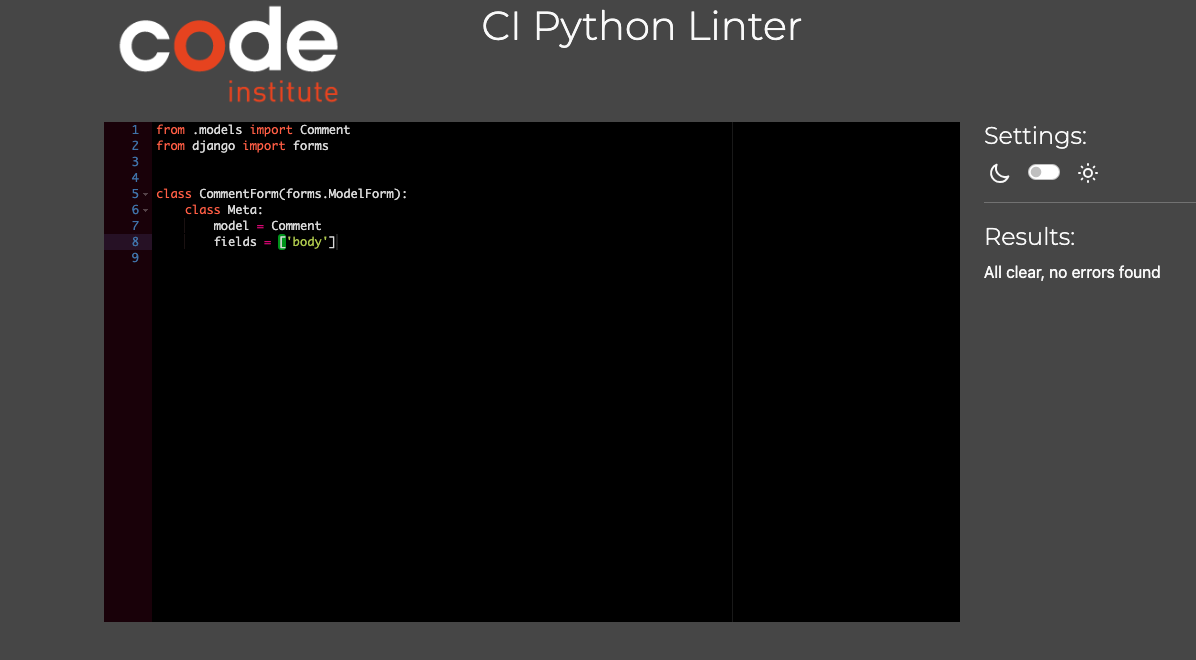 code
institute
CI Python Linter
1 from .models import Comment
2 from django import forms
3
4
5 class CommentForm(forms.ModelForm):
6     class Meta:
7         model = Comment
8         fields = ['body']
9
Settings:
Results:
All clear, no errors found